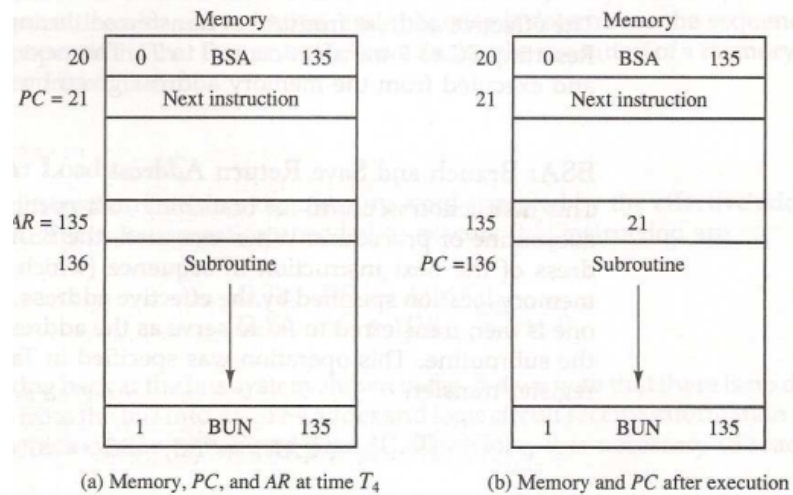 Memory
20 0 BSA 135
PC = 21 Next instruction
AR = 135
136 Subroutine
1 BUN 135
(a) Memory, PC, and AR at time T4
Memory
20 0 BSA 135
21 Next instruction
135 21
PC =136 Subroutine
1 BUN 135
(b) Memory and PC after execution